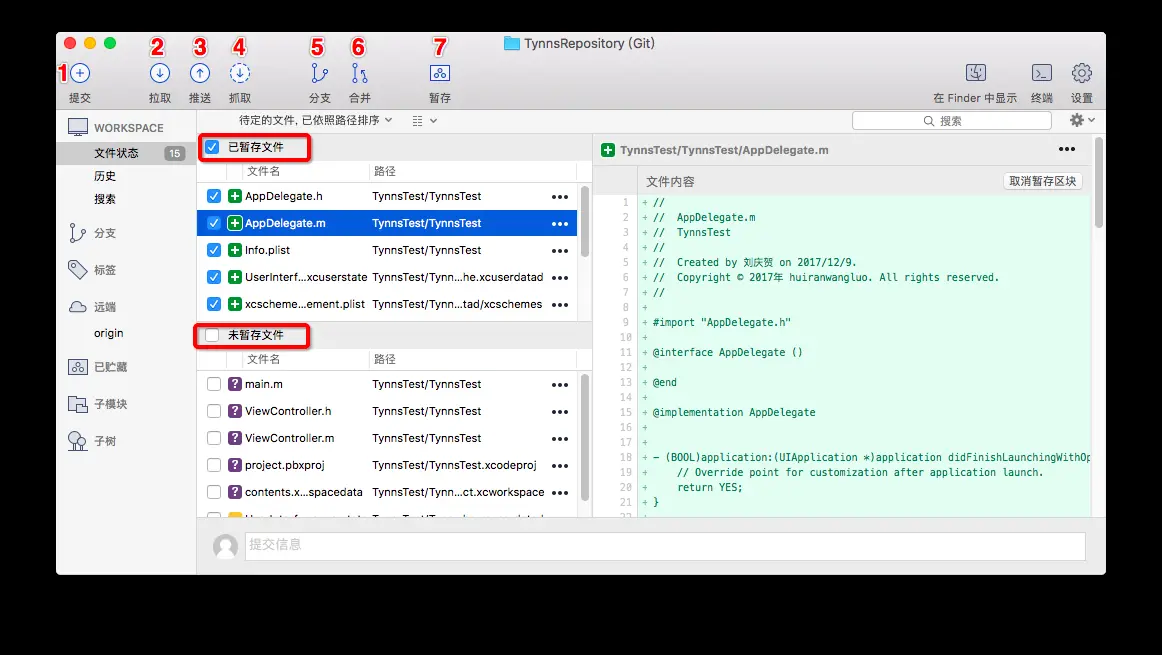 2 3 4 5 6 7
TynnsRepository (Git)
1
提交 拉取 推送 抓取 分支 合并 暂存 在 Finder 中显示 终端 设置
待定的文件, 已依照路径排序
搜索
WORKSPACE
文件状态 15
历史
搜索
分支
标签
远端
origin
已贮藏
子模块
子树
已暂存文件
文件名 路径
AppDelegate.h TynnsTest/TynnsTest •••
AppDelegate.m TynnsTest/TynnsTest •••
Info.plist TynnsTest/TynnsTest •••
UserInterf...xcuserstate TynnsTest/Tynn...he.xcuserdatad •••
xcscheme...ement.plist TynnsTest/Tynn...tad/xcschemes •••
未暂存文件
文件名 路径
? main.m TynnsTest/TynnsTest •••
? ViewController.h TynnsTest/TynnsTest •••
? ViewController.m TynnsTest/TynnsTest •••
? project.pbxproj TynnsTest/TynnsTest.xcodeproj •••
? contents.x...spacedata TynnsTest/Tynn...ct.xcworkspace •••
TynnsTest/TynnsTest/AppDelegate.m •••
文件内容 取消暂存区块
1 + //
2 + //  AppDelegate.m
3 + //  TynnsTest
4 + //
5 + //  Created by 刘庆贺 on 2017/12/9.
6 + //  Copyright © 2017年 huiranwangluo. All rights reserved.
7 + //
8 +
9 + #import "AppDelegate.h"
10 +
11 + @interface AppDelegate ()
12 +
13 + @end
14 +
15 + @implementation AppDelegate
16 +
17 +
18 + - (BOOL)application:(UIApplication *)application didFinishLaunchingWithOp
19 +     // Override point for customization after application launch.
20 +     return YES;
21 + }
提交信息